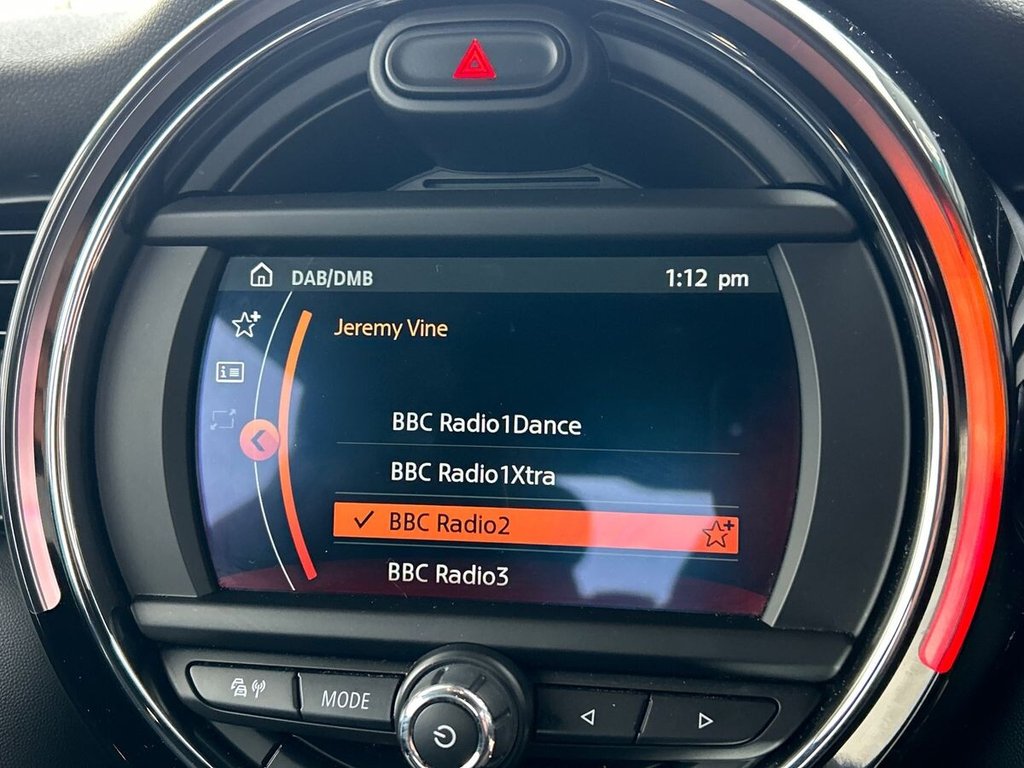 DAB/DMB
1:12 pm
Jeremy Vine
BBC Radio1Dance
BBC Radio1Xtra
BBC Radio2
BBC Radio3
MODE